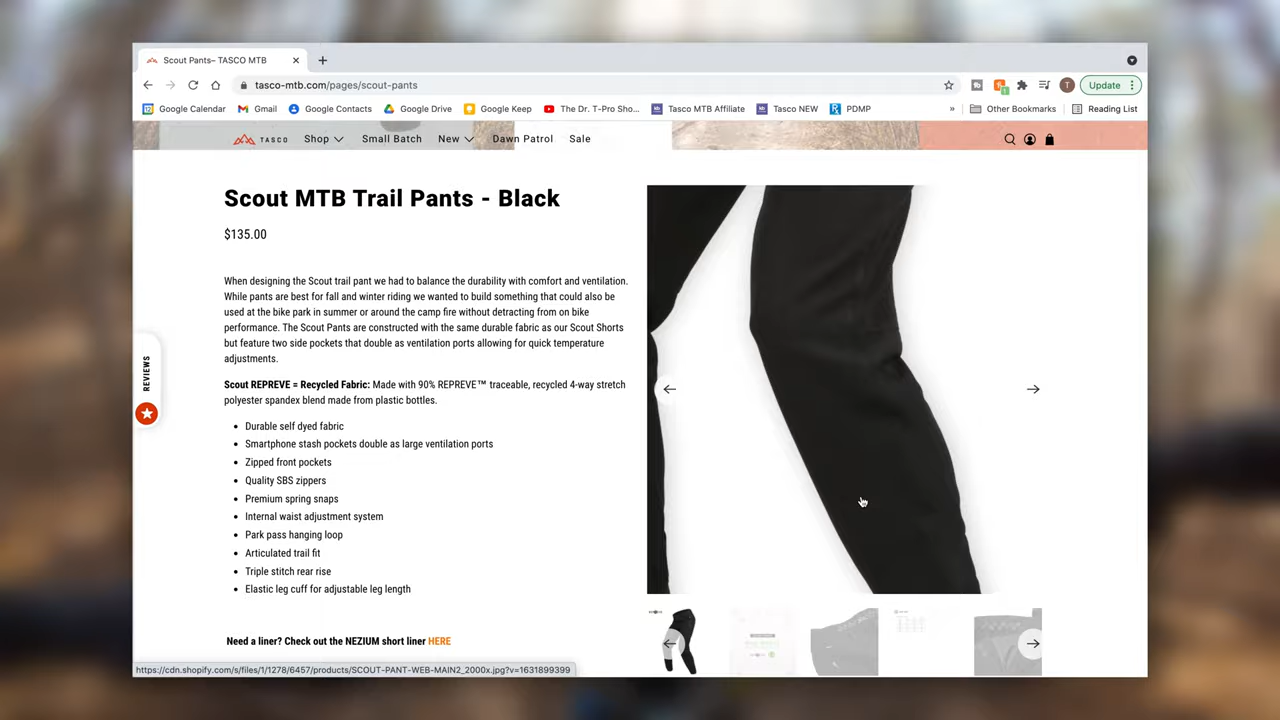 Scout Pants– TASCO MTB
tasco-mtb.com/pages/scout-pants
T
Update
Google Calendar
Gmail
Google Contacts
Google Drive
Google Keep
The Dr. T-Pro Sho...
Tasco MTB Affiliate
Tasco NEW
PDMP
»
Other Bookmarks
Reading List
TASCO
Shop
Small Batch
New
Dawn Patrol
Sale
Scout MTB Trail Pants - Black
$135.00
When designing the Scout trail pant we had to balance the durability with comfort and ventilation.
While pants are best for fall and winter riding we wanted to build something that could also be
used at the bike park in summer or around the camp fire without detracting from on bike
performance. The Scout Pants are constructed with the same durable fabric as our Scout Shorts
but feature two side pockets that double as ventilation ports allowing for quick temperature
adjustments.
Scout REPREVE = Recycled Fabric: Made with 90% REPREVE™ traceable, recycled 4-way stretch
polyester spandex blend made from plastic bottles.
Durable self dyed fabric
Smartphone stash pockets double as large ventilation ports
Zipped front pockets
Quality SBS zippers
Premium spring snaps
Internal waist adjustment system
Park pass hanging loop
Articulated trail fit
Triple stitch rear rise
Elastic leg cuff for adjustable leg length
Need a liner? Check out the NEZIUM short liner HERE
REVIEWS
https://cdn.shopify.com/s/files/1/1278/6457/products/SCOUT-PANT-WEB-MAIN2_2000x.jpg?v=1631899399